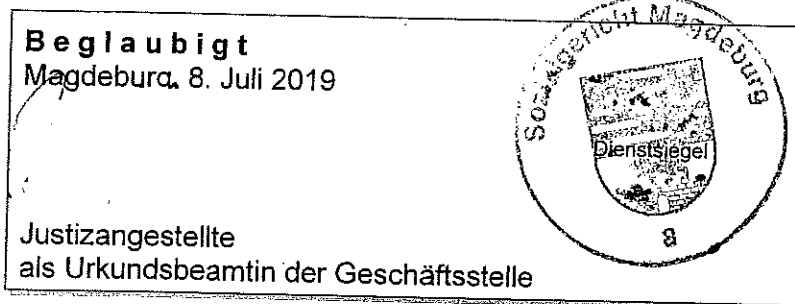 Beglaubigt
Magdeburg, 8. Juli 2019
Sozialgericht Magdeburg
Dienstsiegel
8
Justizangestellte
als Urkundsbeamtin der Geschäftsstelle